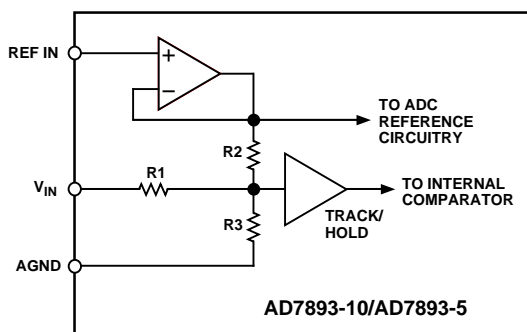 REF IN
+
−
TO ADC
REFERENCE
CIRCUITRY
R2
R1
VIN
TO INTERNAL
COMPARATOR
TRACK/
HOLD
R3
AGND
AD7893-10/AD7893-5